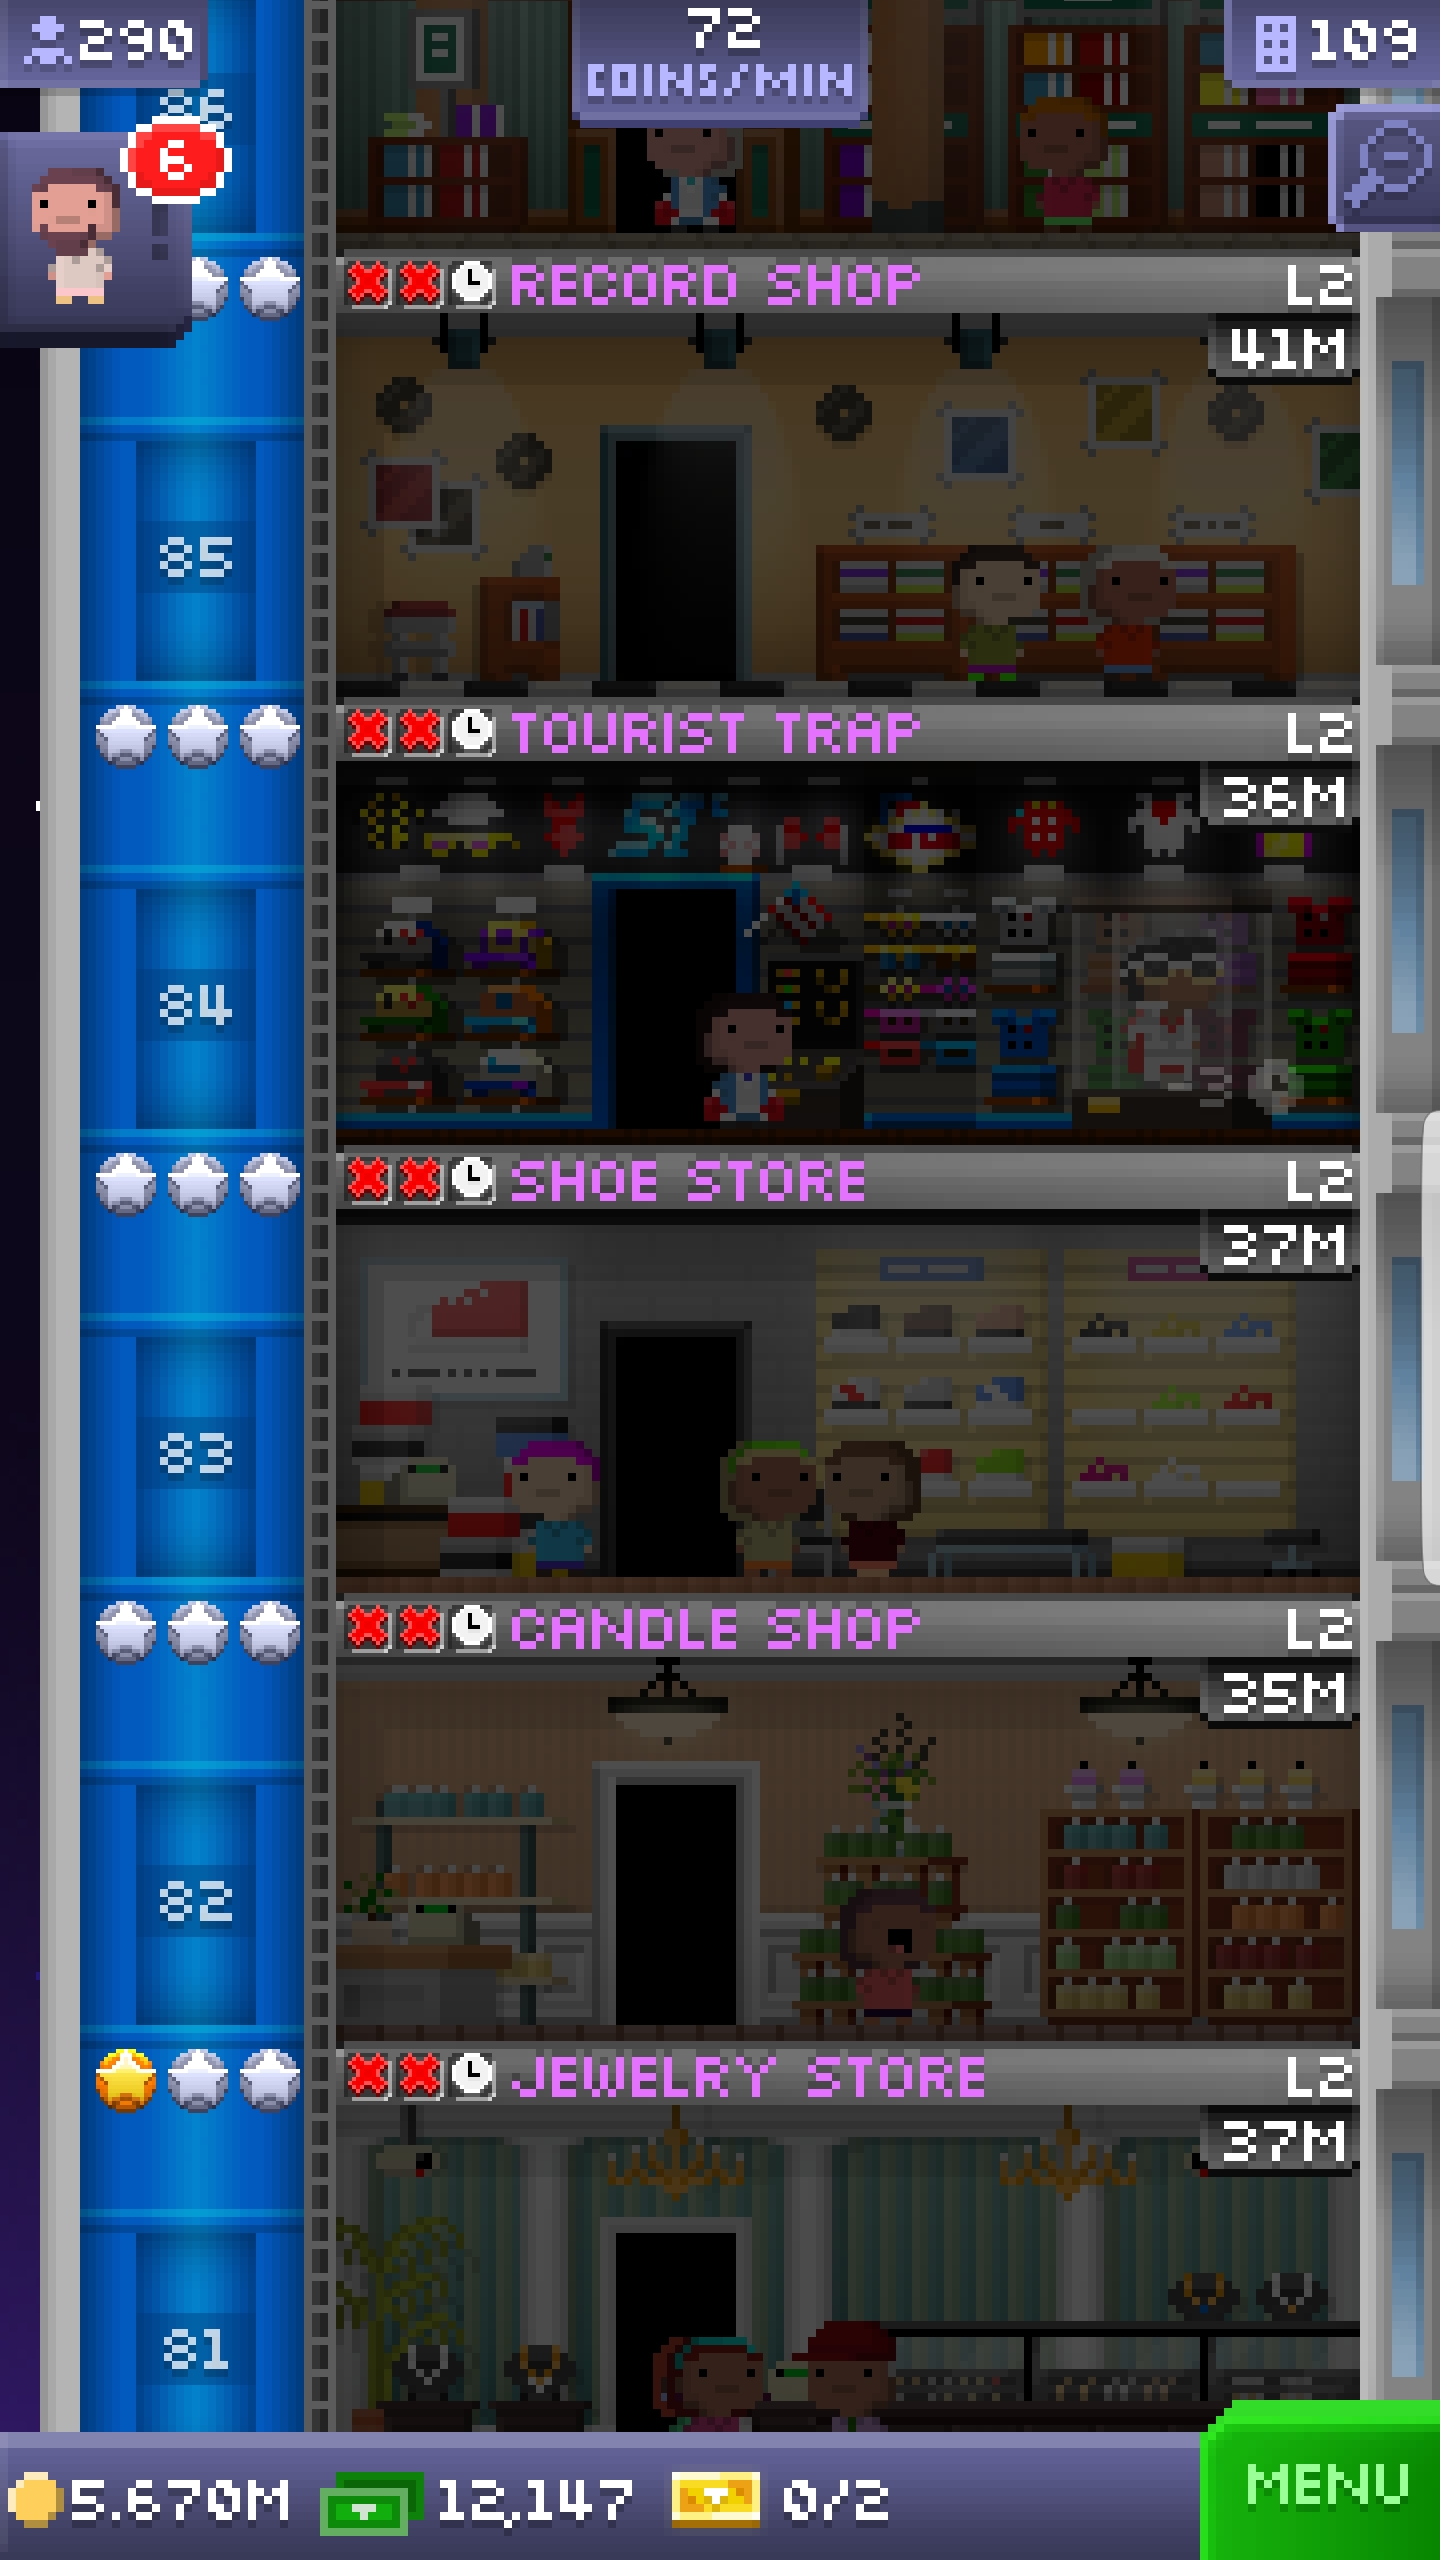 290
72
COINS/MIN
109
86
6
RECORD SHOP
L2
41M
85
TOURIST TRAP
L2
36M
84
SHOE STORE
L2
37M
83
CANDLE SHOP
L2
35M
82
JEWELRY STORE
L2
37M
81
5.670M
12,147
0/2
MENU